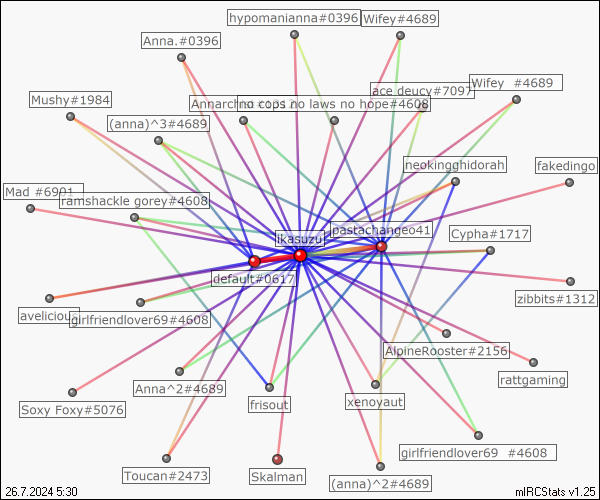 hypomanianna#0396
Wifey#4689
Anna.#0396
ace deucy#7097
Wifey #4689
Mushy#1984
no cops no laws no hope#4608
(anna)^3#4689
neokingghidorah
fakedingo
Mad #6901
ramshackle gorey#4608
pastachangeo41
ikasuzu
Cypha#1717
default#0617
zibbits#1312
avelicious
girlfriendlover69#4608
AlpineRooster#2156
rattgaming
Anna^2#4689
Soxy Foxy#5076
frisout
xenoyaut
girlfriendlover69 #4608
Toucan#2473
Skalman
(anna)^2#4689
26.7.2024 5:30
mIRCStats v1.25